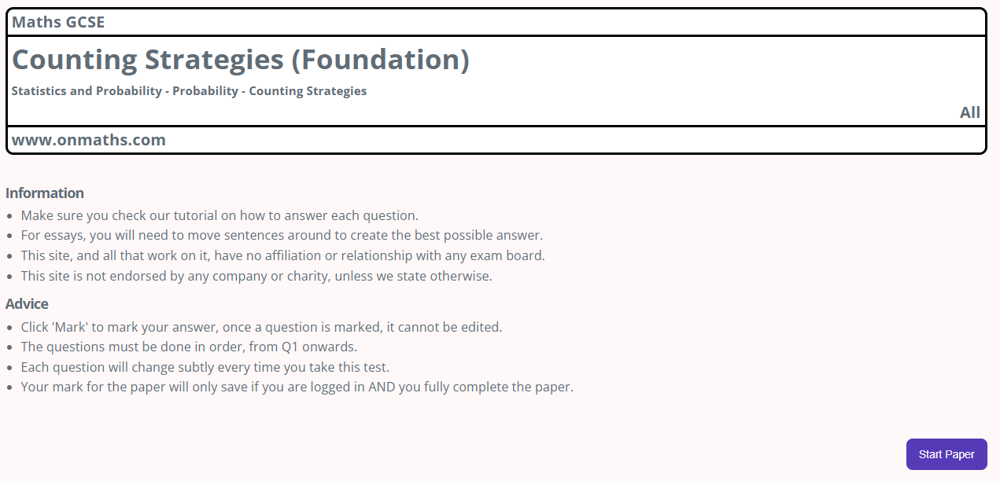 Maths GCSE
Counting Strategies (Foundation)
Statistics and Probability - Probability - Counting Strategies
All
www.onmaths.com
Information
Make sure you check our tutorial on how to answer each question.
For essays, you will need to move sentences around to create the best possible answer.
This site, and all that work on it, have no affiliation or relationship with any exam board.
This site is not endorsed by any company or charity, unless we state otherwise.
Advice
Click 'Mark' to mark your answer, once a question is marked, it cannot be edited.
The questions must be done in order, from Q1 onwards.
Each question will change subtly every time you take this test.
Your mark for the paper will only save if you are logged in AND you fully complete the paper.
Start Paper